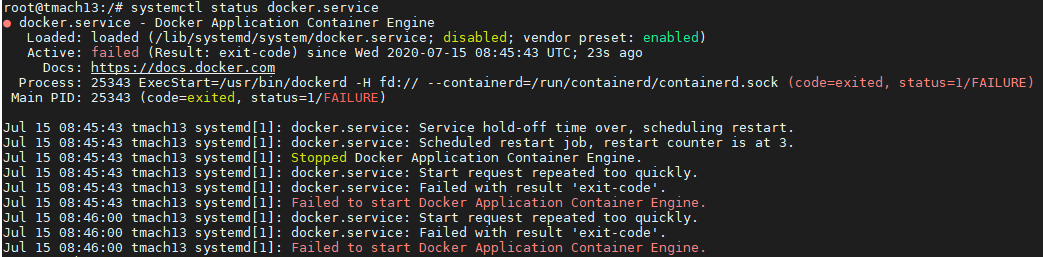 root@tmach13:/# systemctl status docker.service
● docker.service - Docker Application Container Engine
Loaded: loaded (/lib/systemd/system/docker.service; disabled; vendor preset: enabled)
Active: failed (Result: exit-code) since Wed 2020-07-15 08:45:43 UTC; 23s ago
Docs: https://docs.docker.com
Process: 25343 ExecStart=/usr/bin/dockerd -H fd:// --containerd=/run/containerd/containerd.sock (code=exited, status=1/FAILURE)
Main PID: 25343 (code=exited, status=1/FAILURE)
Jul 15 08:45:43 tmach13 systemd[1]: docker.service: Service hold-off time over, scheduling restart.
Jul 15 08:45:43 tmach13 systemd[1]: docker.service: Scheduled restart job, restart counter is at 3.
Jul 15 08:45:43 tmach13 systemd[1]: Stopped Docker Application Container Engine.
Jul 15 08:45:43 tmach13 systemd[1]: docker.service: Start request repeated too quickly.
Jul 15 08:45:43 tmach13 systemd[1]: docker.service: Failed with result 'exit-code'.
Jul 15 08:45:43 tmach13 systemd[1]: Failed to start Docker Application Container Engine.
Jul 15 08:46:00 tmach13 systemd[1]: docker.service: Start request repeated too quickly.
Jul 15 08:46:00 tmach13 systemd[1]: docker.service: Failed with result 'exit-code'.
Jul 15 08:46:00 tmach13 systemd[1]: Failed to start Docker Application Container Engine.